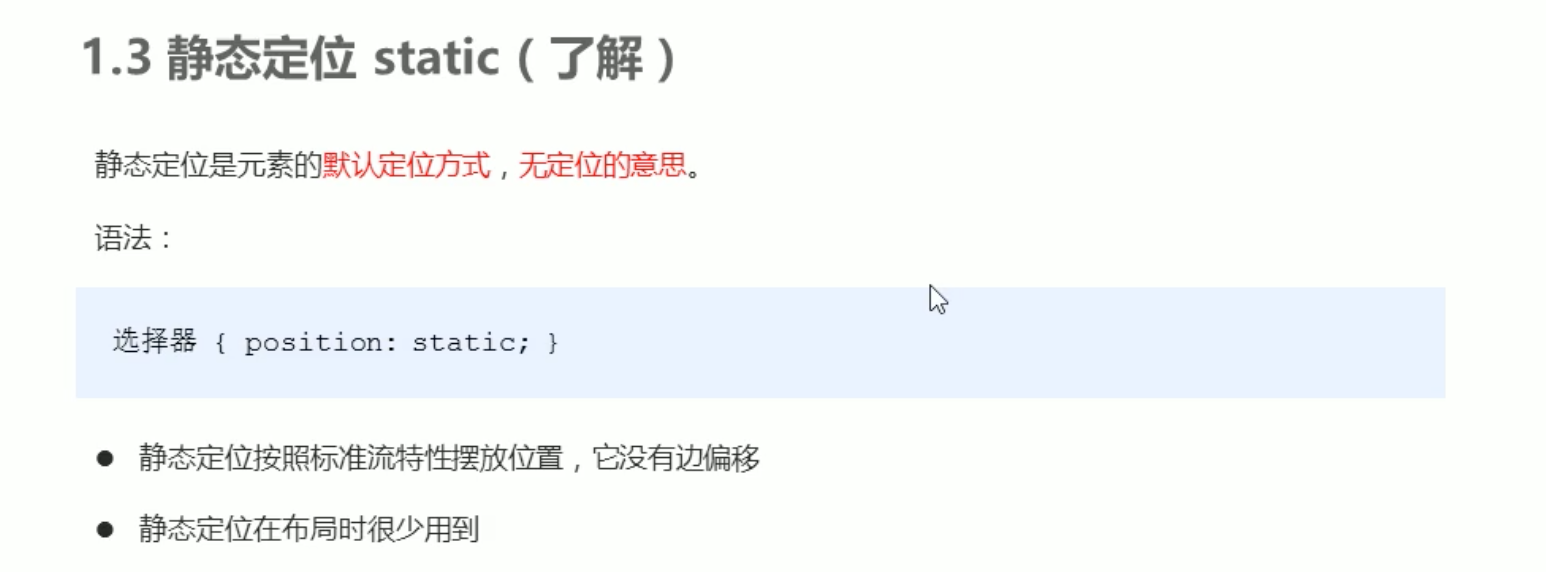 1.3 静态定位 static（了解）
静态定位是元素的默认定位方式，无定位的意思。
语法：
选择器 { position: static; }
● 静态定位按照标准流特性摆放位置，它没有边偏移
● 静态定位在布局时很少用到